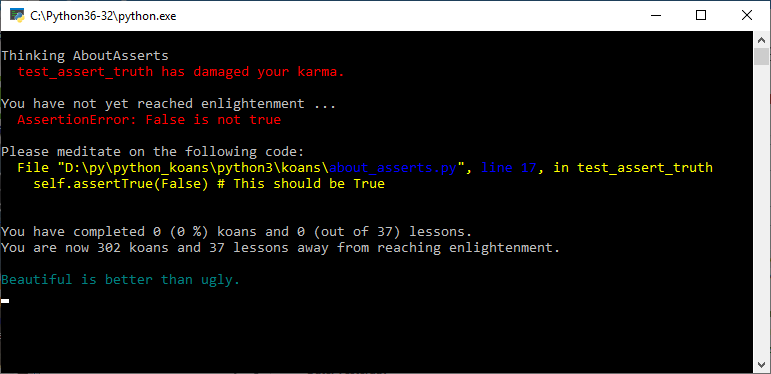 C:\Python36-32\python.exe
Thinking AboutAsserts
test_assert_truth has damaged your karma.
You have not yet reached enlightenment ...
AssertionError: False is not true
Please meditate on the following code:
File "D:\py\python_koans\python3\koans\about_asserts.py", line 17, in test_assert_truth
self.assertTrue(False) # This should be True
You have completed 0 (0 %) koans and 0 (out of 37) lessons.
You are now 302 koans and 37 lessons away from reaching enlightenment.
Beautiful is better than ugly.